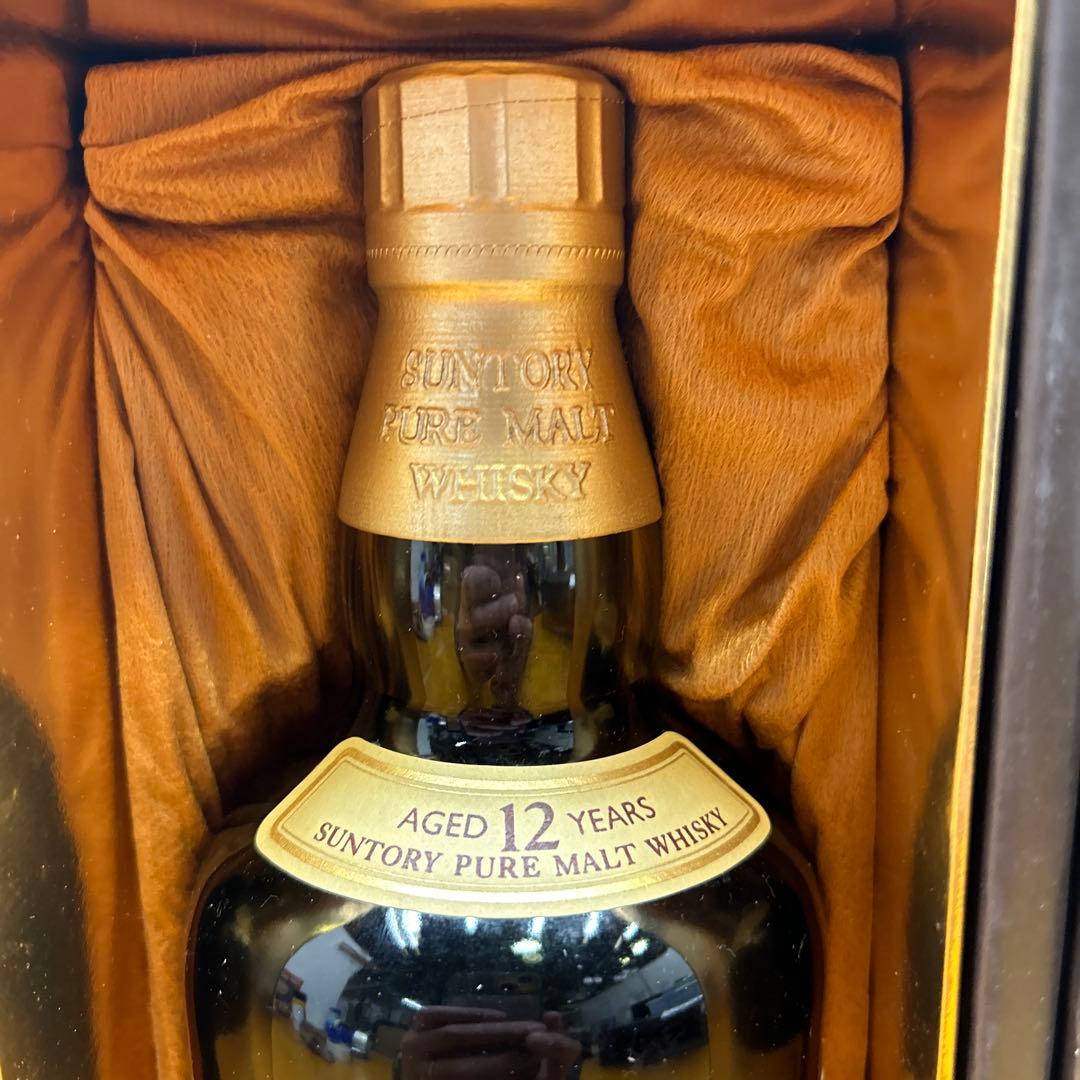 SUNTORY
PURE MALT
WHISKY
AGED 12 YEARS
SUNTORY PURE MALT WHISKY